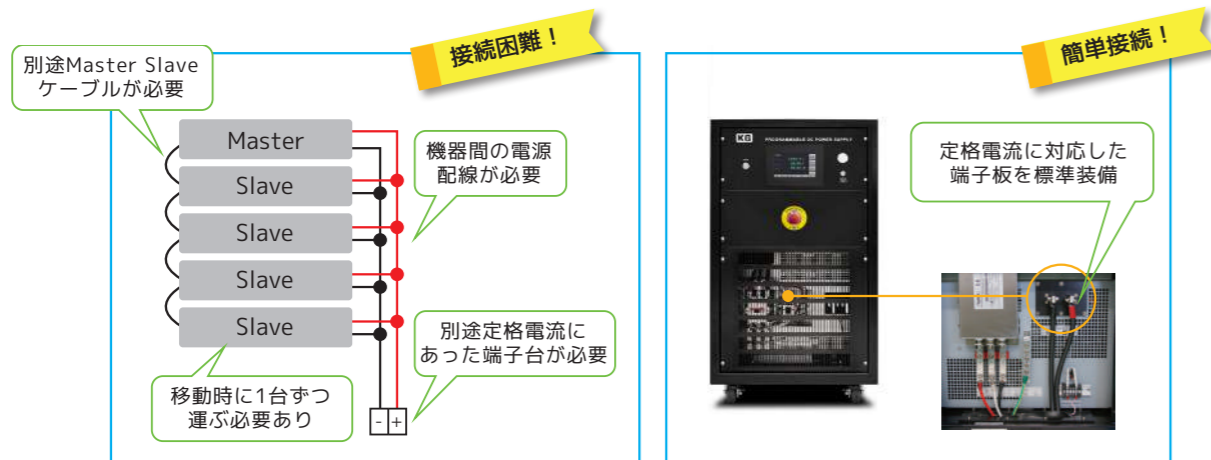 接続困難！
別途Master Slave
ケーブルが必要
Master
Slave
Slave
Slave
Slave
機器間の電源
配線が必要
別途定格電流に
あった端子台が必要
移動時に1台ずつ
運ぶ必要あり
- +
簡単接続！
KG
PROGRAMMABLE DC POWER SUPPLY
定格電流に対応した
端子板を標準装備